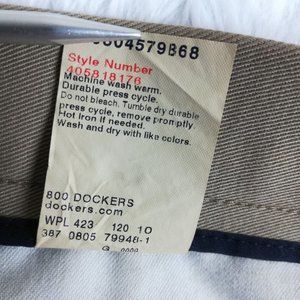 0804579868
Style Number
405818176
Machine wash warm.
Durable press cycle.
Do not bleach. Tumble dry durable
press cycle, remove promptly.
Hot Iron If needed.
Wash and dry with like colors.
800 DOCKERS
dockers.com
WPL 423 120 10
387 0805 79948-1